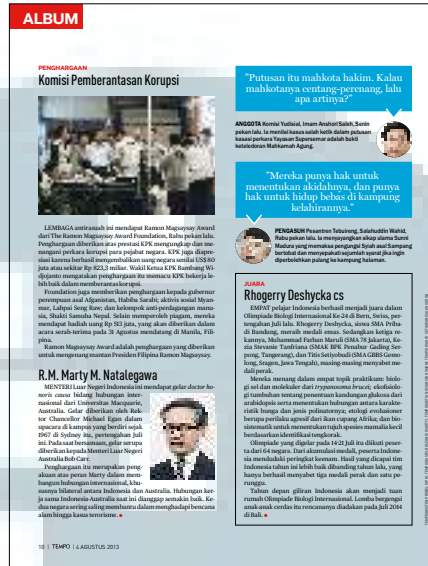 ALBUM
PENGHARGAAN
Komisi Pemberantasan Korupsi
LEMBAGA antirasuah ini mendapat Ramon Magsaysay Award
dari The Ramon Magsaysay Award Foundation, Rabu pekan lalu.
Penghargaan diberikan atas prestasi KPK mengungkap dan me-
nangani perkara korupsi para pejabat negara. KPK juga diapre-
siasi karena berhasil mengembalikan uang negara senilai US$ 80
juta atau sekitar Rp 823,3 miliar. Wakil Ketua KPK Bambang Wi-
djojanto mengatakan penghargaan itu memacu KPK bekerja le-
bih baik dalam memberantas korupsi.
Foundation juga memberikan penghargaan kepada gubernur
perempuan asal Afganistan, Habiba Sarabi; aktivis sosial Myan-
mar, Lahpai Seng Raw; dan kelompok anti-perdagangan manu-
sia, Shakti Samuha Nepal. Selain memperoleh piagam, mereka
mendapat hadiah uang Rp 513 juta, yang akan diberikan dalam
acara serah-terima pada 31 Agustus mendatang di Manila, Fili-
pina.
Ramon Magsaysay Award adalah penghargaan yang diberikan
untuk mengenang mantan Presiden Filipina Ramon Magsaysay.
R.M. Marty M. Natalegawa
MENTERI Luar Negeri Indonesia ini mendapat gelar doctor ho-
noris causa bidang hubungan inter-
nasional dari Universitas Macquarie,
Australia. Gelar diberikan oleh Rek-
tor Chancellor Michael Egan dalam
upacara di kampus yang berdiri sejak
1967 di Sydney itu, pertengahan Juli
ini. Pada saat bersamaan, gelar serupa
diberikan kepada Menteri Luar Negeri
Australia Bob Carr.
Penghargaan itu merupakan peng-
akuan atas peran Marty dalam mem-
bangun hubungan internasional, khu-
susnya bilateral antara Indonesia dan Australia. Hubungan ker-
ja sama Indonesia-Australia saat ini dianggap semakin baik. Ke-
dua negara sering saling membantu dalam menghadapi bencana
alam hingga kasus terorisme.
"Putusan itu mahkota hakim. Kalau
mahkotanya centang-perenang, lalu
apa artinya?"
ANGGOTA Komisi Yudisial, Imam Anshori Saleh, Senin
pekan lalu. Ia menilai kasus salah ketik dalam putusan
kasasi perkara Yayasan Supersemar adalah bukti
keteledoran Mahkamah Agung.
"Mereka punya hak untuk
menentukan akidahnya, dan punya
hak untuk hidup bebas di kampung
kelahirannya."
PENGASUH Pesantren Tebuireng, Salahuddin Wahid,
Rabu pekan lalu. Ia menyayangkan sikap ulama Sunni
Madura yang memaksa pengungsi Syiah asal Sampang
bertobat dan menyepakati sejumlah syarat jika ingin
diperbolehkan pulang ke kampung halaman.
JUARA
Rhogerry Deshycka cs
EMPAT pelajar Indonesia berhasil menjadi juara dalam
Olimpiade Biologi Internasional Ke-24 di Bern, Swiss, per-
tengahan Juli lalu. Rhogerry Deshycka, siswa SMA Priba-
di Bandung, meraih medali emas. Sedangkan ketiga re-
kannya, Muhammad Farhan Maruli (SMA 78 Jakarta), Ke-
zia Stevanie Tanfriana (SMAK BPK Penabur Gading Ser-
pong, Tangerang), dan Titis Setiyobudi (SMA GBBS Gemo-
long, Sragen, Jawa Tengah), masing-masing menyabet me-
dali perak.
Mereka menang dalam empat topik praktikum: biolo-
gi sel dan molekuler dari trypanosoma brucei; ekofisiolo-
gi tumbuhan tentang penentuan kandungan glukosa dari
arabidopsis serta menentukan hubungan antara karakte-
ristik bunga dan jenis polinatornya; etologi evolusioner
berupa perilaku agresif dari ikan cupang Afrika; dan bio-
sistematik untuk menentukan tujuh spesies mamalia kecil
berdasarkan identifikasi tengkorak.
Olimpiade yang digelar pada 14-21 Juli itu diikuti peser-
ta dari 64 negara. Dari akumulasi medali, peserta Indone-
sia menduduki peringkat keenam. Hasil yang dicapai tim
Indonesia tahun ini lebih baik dibanding tahun lalu, yang
hanya berhasil menyabet tiga medali perak dan satu pe-
runggu.
Tahun depan giliran Indonesia akan menjadi tuan
rumah Olimpiade Biologi Internasional. Lomba bergengsi
anak-anak cerdas itu rencananya diadakan pada Juli 2014
di Bali.
10 | TEMPO | 4 AGUSTUS 2013